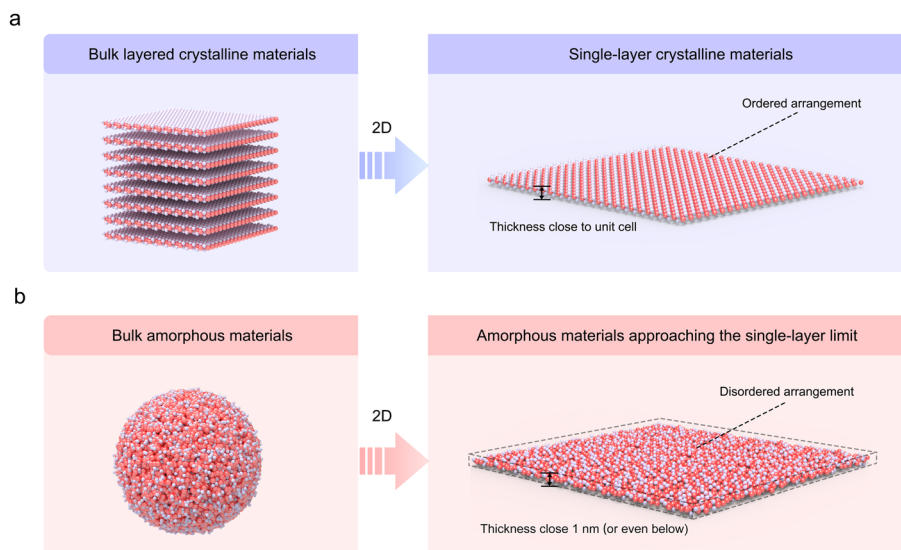 a
Bulk layered crystalline materials
2D
Single-layer crystalline materials
Ordered arrangement
Thickness close to unit cell
b
Bulk amorphous materials
2D
Amorphous materials approaching the single-layer limit
Disordered arrangement
Thickness close 1 nm (or even below)